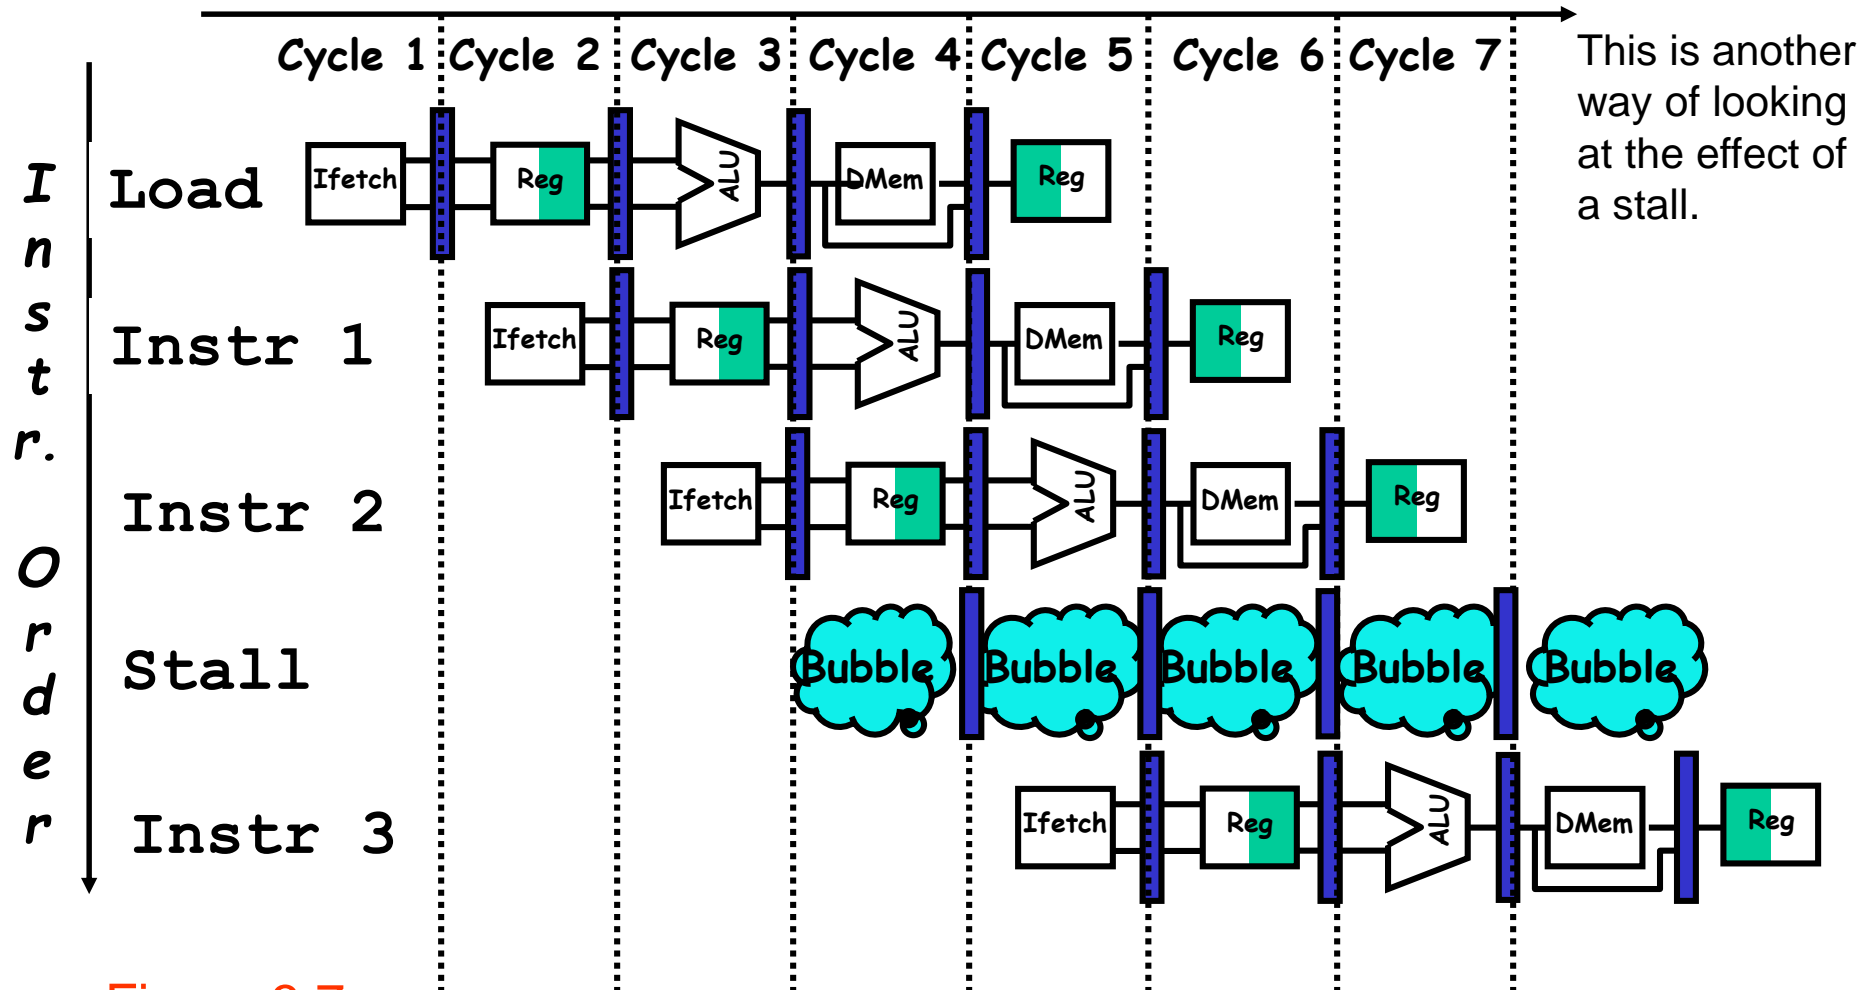 Cycle 1 Cycle 2 Cycle 3 Cycle 4 Cycle 5 Cycle 6 Cycle 7
This is another
way of looking
at the effect of
a stall.
Instr. Order
Load Ifetch Reg ALU DMem Reg
Instr 1 Ifetch Reg ALU DMem Reg
Instr 2 Ifetch Reg ALU DMem Reg
Stall Bubble Bubble Bubble Bubble Bubble
Instr 3 Ifetch Reg ALU DMem Reg